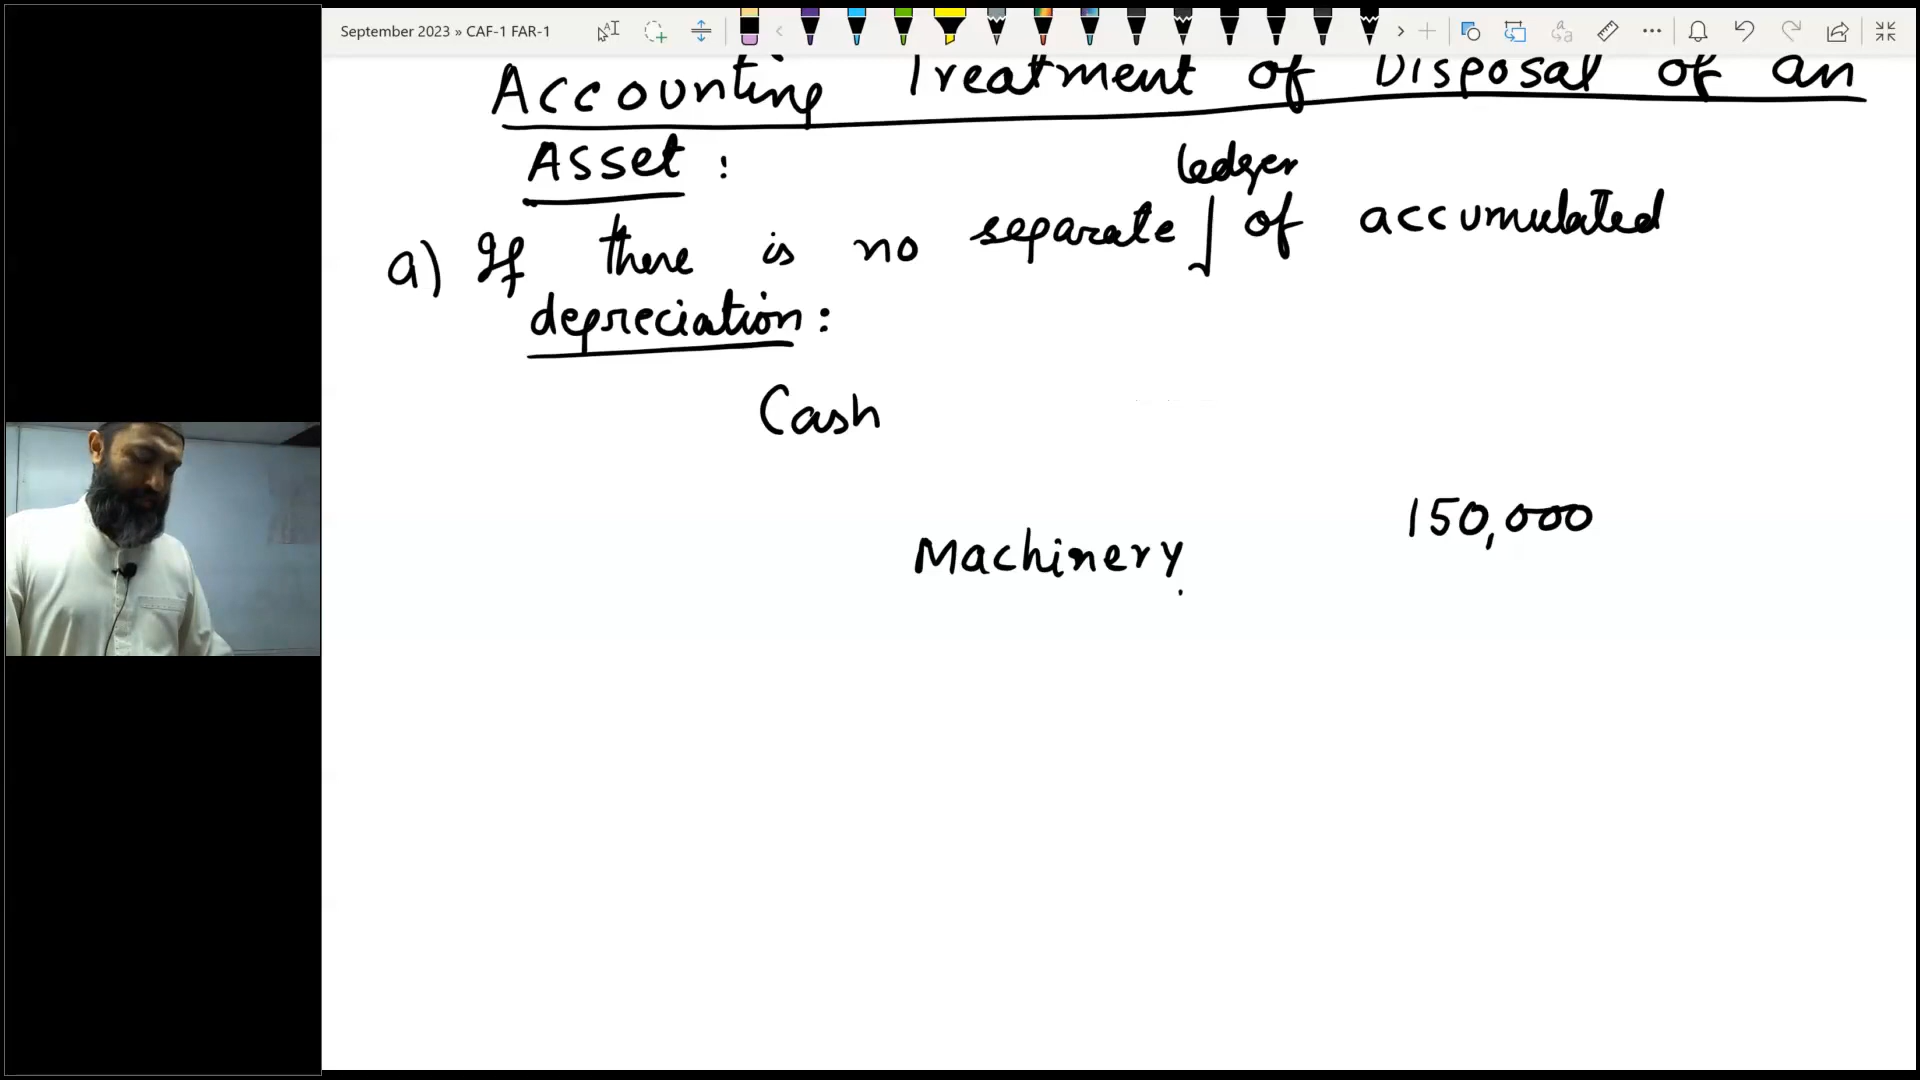 September 2023 » CAF-1 FAR-1
Accounting Treatment of Disposal of an
Asset :
ledger
a) If there is no separate of accumulated
depreciation:
Cash
150,000
Machinery